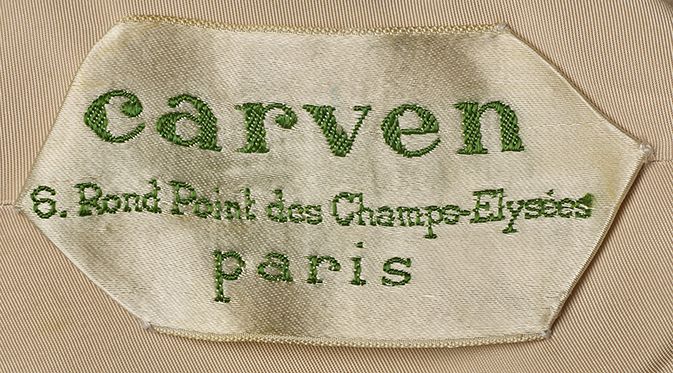 carven
6. Rond Point des Champs-Elysées
paris